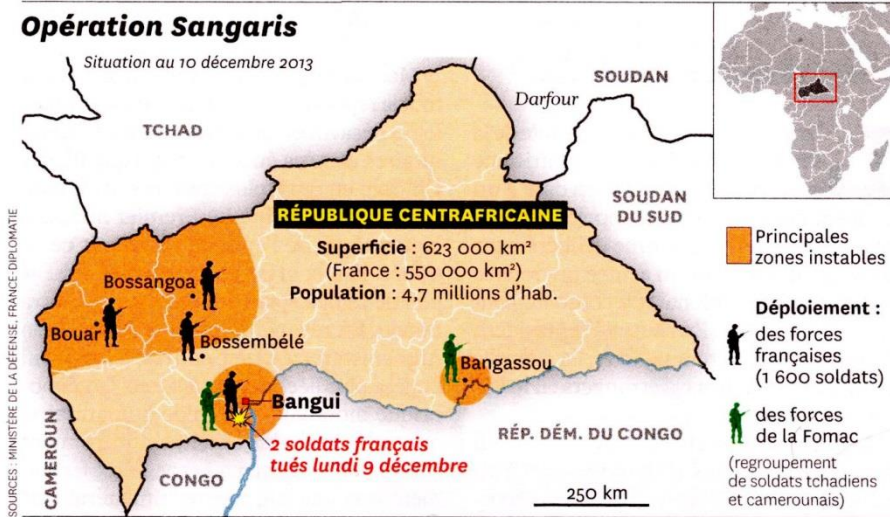 Opération Sangaris
Situation au 10 décembre 2013
SOUDAN
Darfour
TCHAD
SOUDAN
DU SUD
RÉPUBLIQUE CENTRAFRICAINE
Superficie : 623 000 km²
(France : 550 000 km²)
Population : 4,7 millions d'hab.
Bossangoa
Bouar
Bossembélé
Bangassou
Bangui
2 soldats français
tués lundi 9 décembre
RÉP. DÉM. DU CONGO
CAMEROUN
CONGO
250 km
Principales
zones instables
Déploiement :
des forces
françaises
(1 600 soldats)
des forces
de la Fomac
(regroupement
de soldats tchadiens
et camerounais)
SOURCES : MINISTÈRE DE LA DÉFENSE, FRANCE-DIPLOMATIE